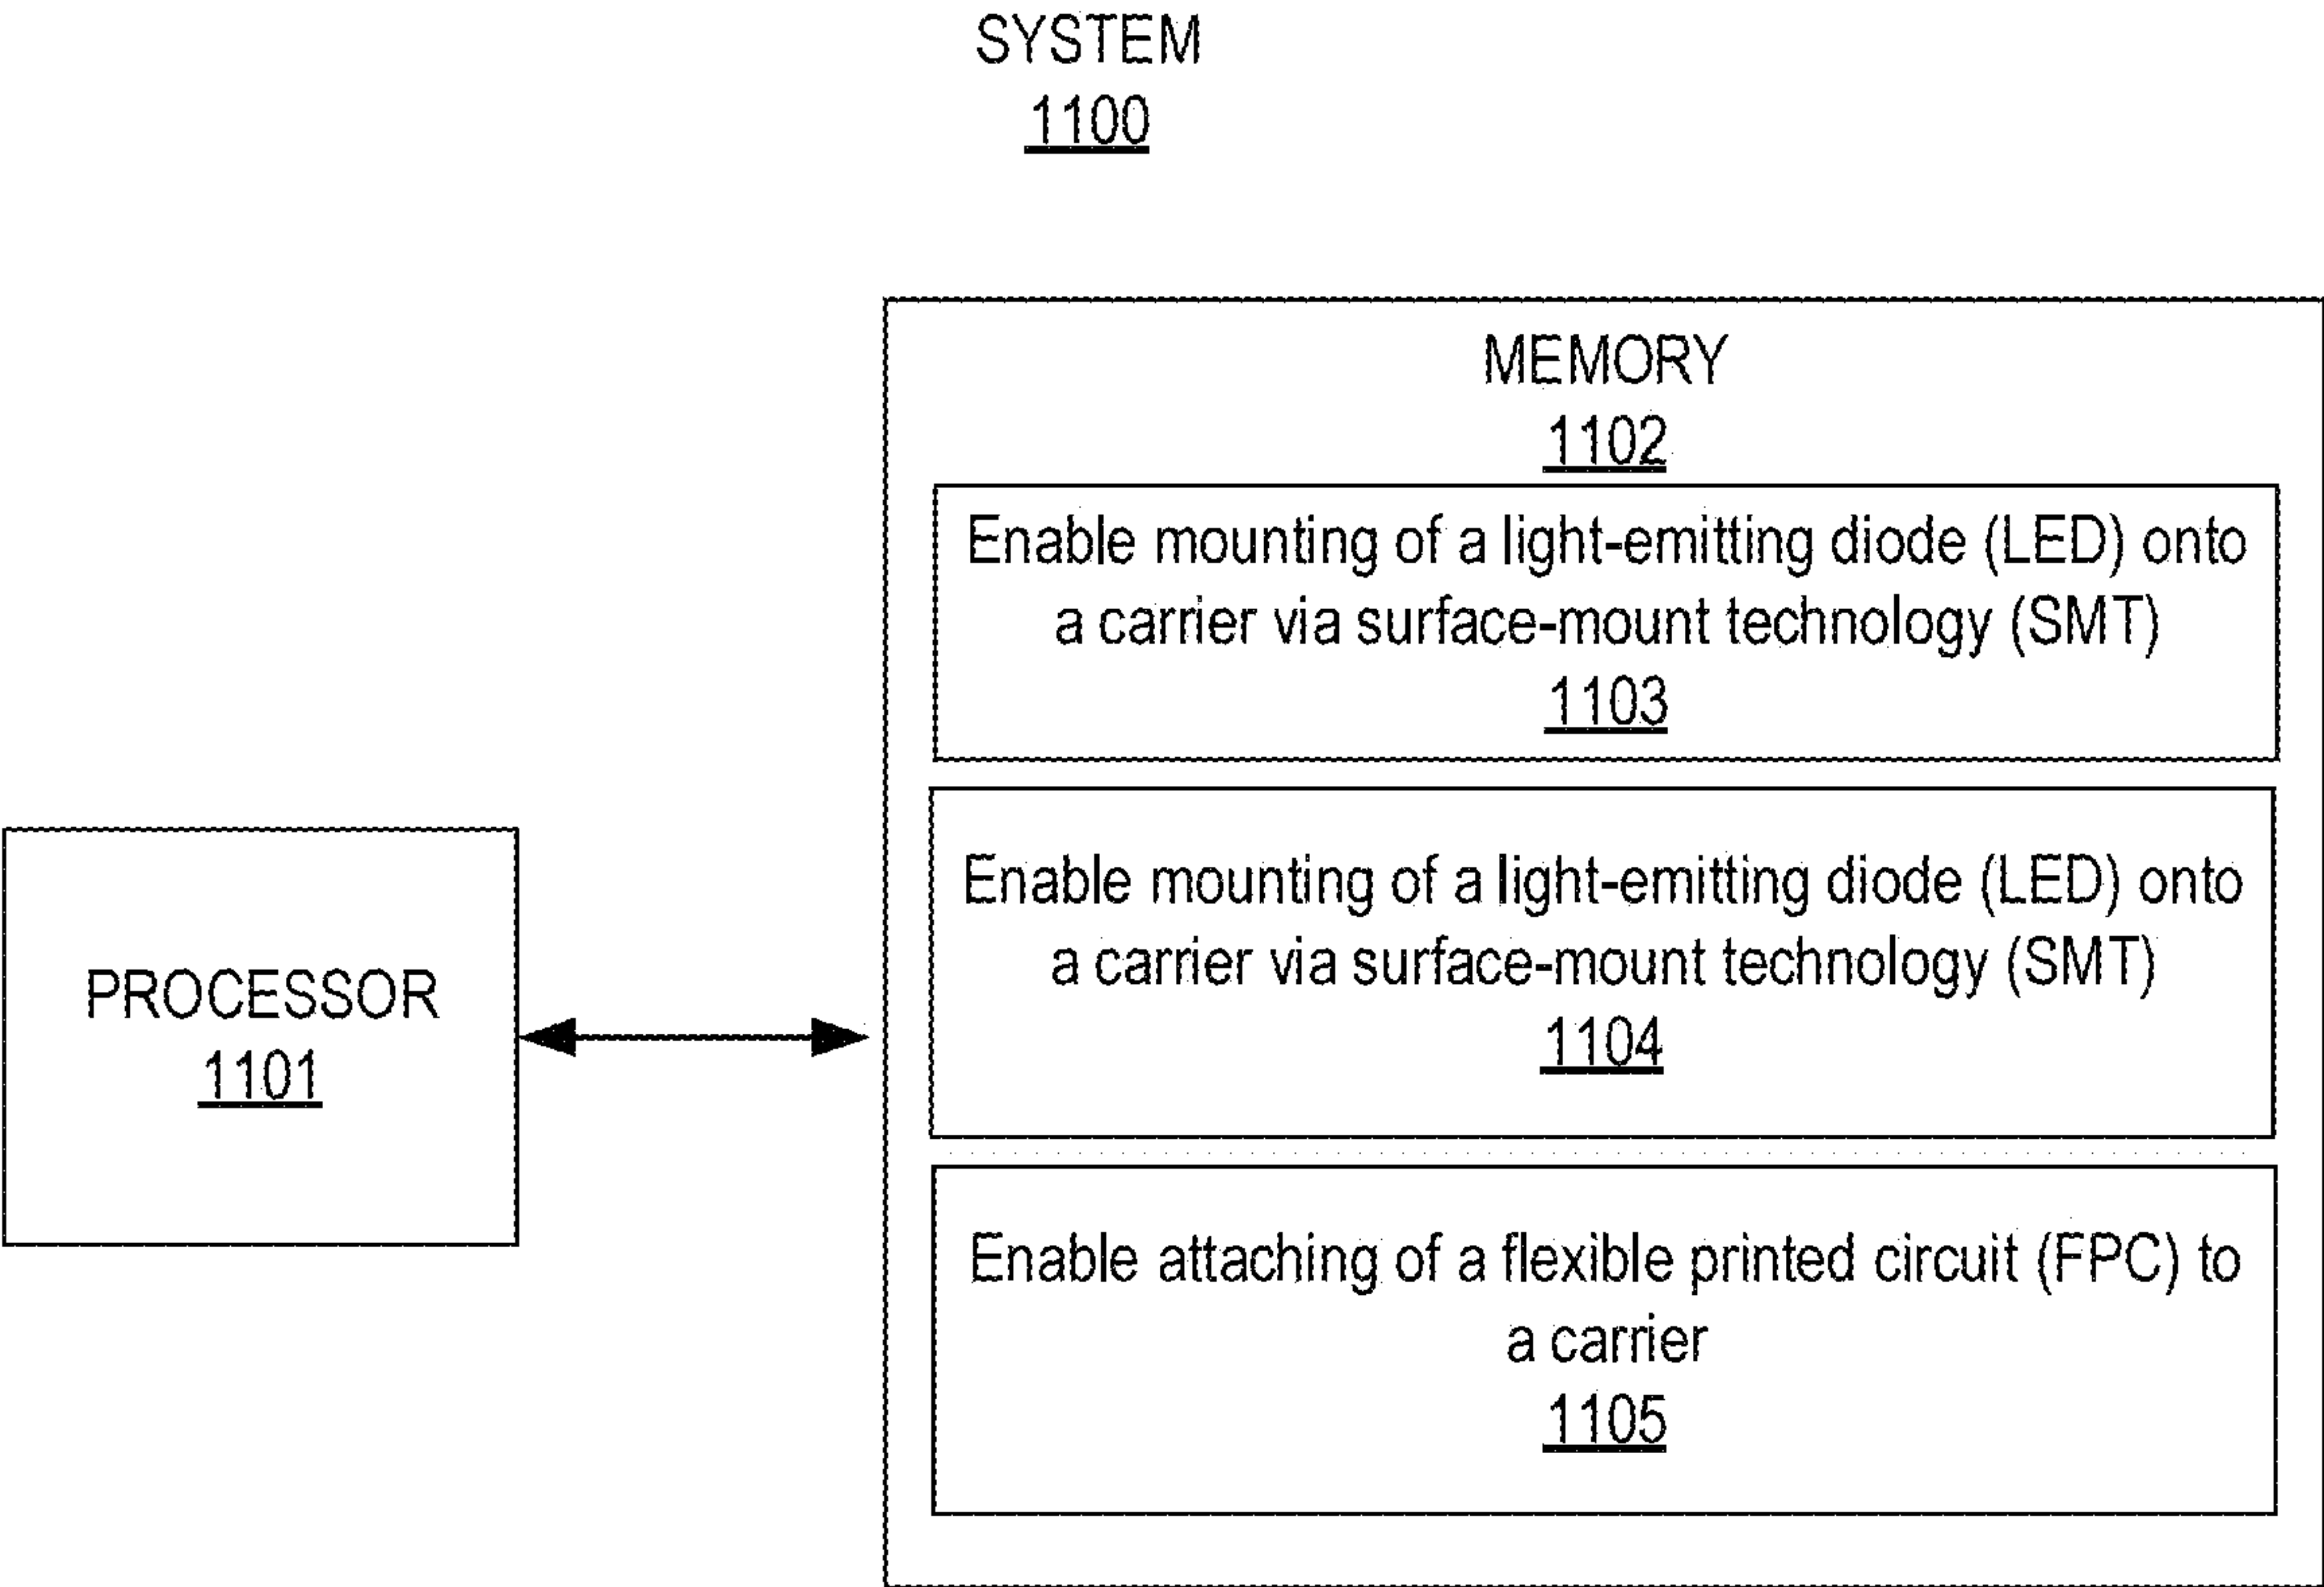 SYSTEM
1100
MEMORY
1102
Enable mounting of a light-emitting diode (LED) onto
a carrier via surface-mount technology (SMT)
1103
Enable mounting of a light-emitting diode (LED) onto
a carrier via surface-mount technology (SMT)
1104
PROCESSOR
1101
Enable attaching of a flexible printed circuit (FPC) to
a carrier
1105